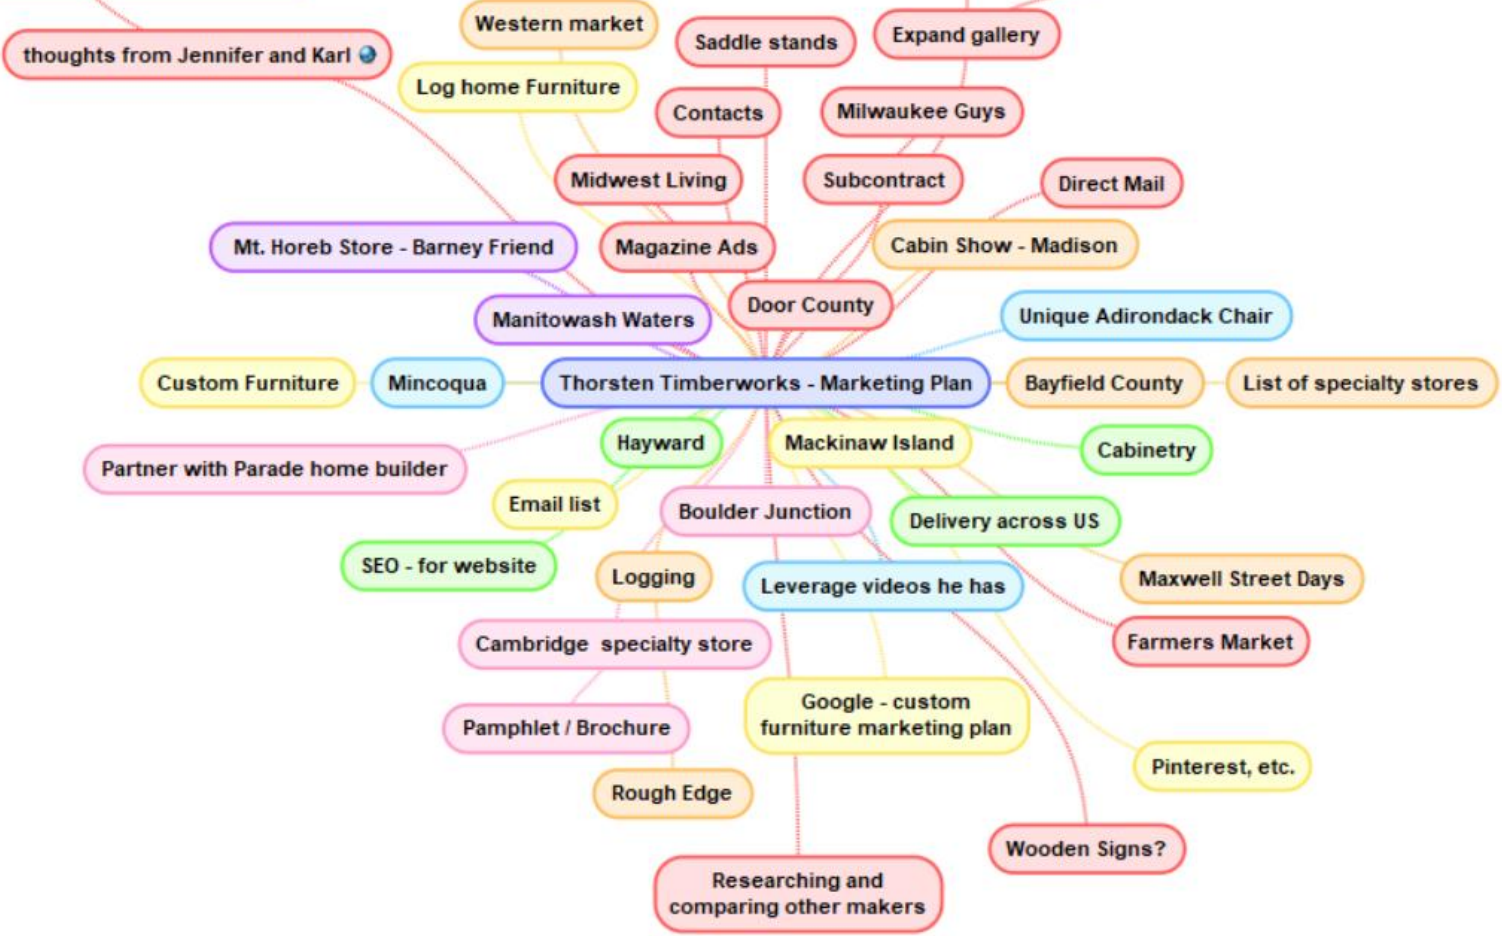 Western market
Saddle stands
Expand gallery
thoughts from Jennifer and Karl
Log home Furniture
Contacts
Milwaukee Guys
Midwest Living
Subcontract
Direct Mail
Mt. Horeb Store - Barney Friend
Magazine Ads
Cabin Show - Madison
Door County
Manitowash Waters
Unique Adirondack Chair
Custom Furniture
Mincoqua
Thorsten Timberworks - Marketing Plan
Bayfield County
List of specialty stores
Hayward
Mackinaw Island
Cabinetry
Partner with Parade home builder
Email list
Boulder Junction
Delivery across US
SEO - for website
Logging
Leverage videos he has
Maxwell Street Days
Cambridge  specialty store
Farmers Market
Google - custom
furniture marketing plan
Pamphlet / Brochure
Pinterest, etc.
Rough Edge
Wooden Signs?
Researching and
comparing other makers